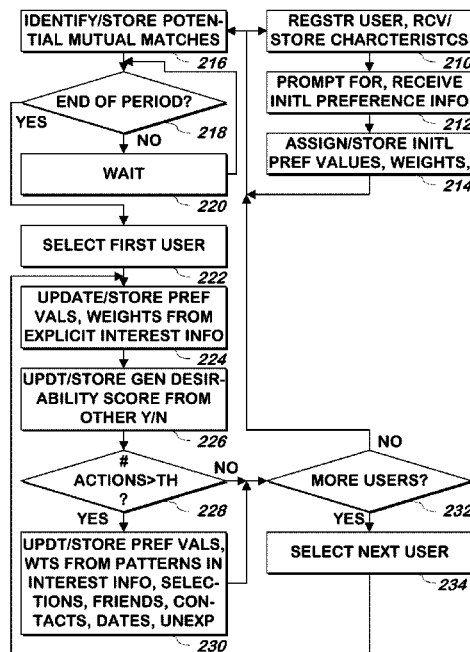 IDENTIFY/STORE POTEN-
TIAL MUTUAL MATCHES
216
END OF PERIOD?
YES
218
NO
WAIT
220
SELECT FIRST USER
222
UPDATE/STORE PREF
VALS, WEIGHTS FROM
EXPLICIT INTEREST INFO
224
UPDT/STORE GEN DESIR-
ABILITY SCORE FROM
OTHER Y/N
226
#
ACTIONS>TH
?
NO
228
YES
UPDT/STORE PREF VALS,
WTS FROM PATTERNS IN
INTEREST INFO, SELEC-
TIONS, FRIENDS, CON-
TACTS, DATES, UNEXP
230
REGSTR USER, RCV/
STORE CHARCTERISTCS
210
PROMPT FOR, RECEIVE
INITL PREFERENCE INFO
212
ASSIGN/STORE INITL
PREF VALUES, WEIGHTS,
214
NO
MORE USERS?
232
YES
SELECT NEXT USER
234